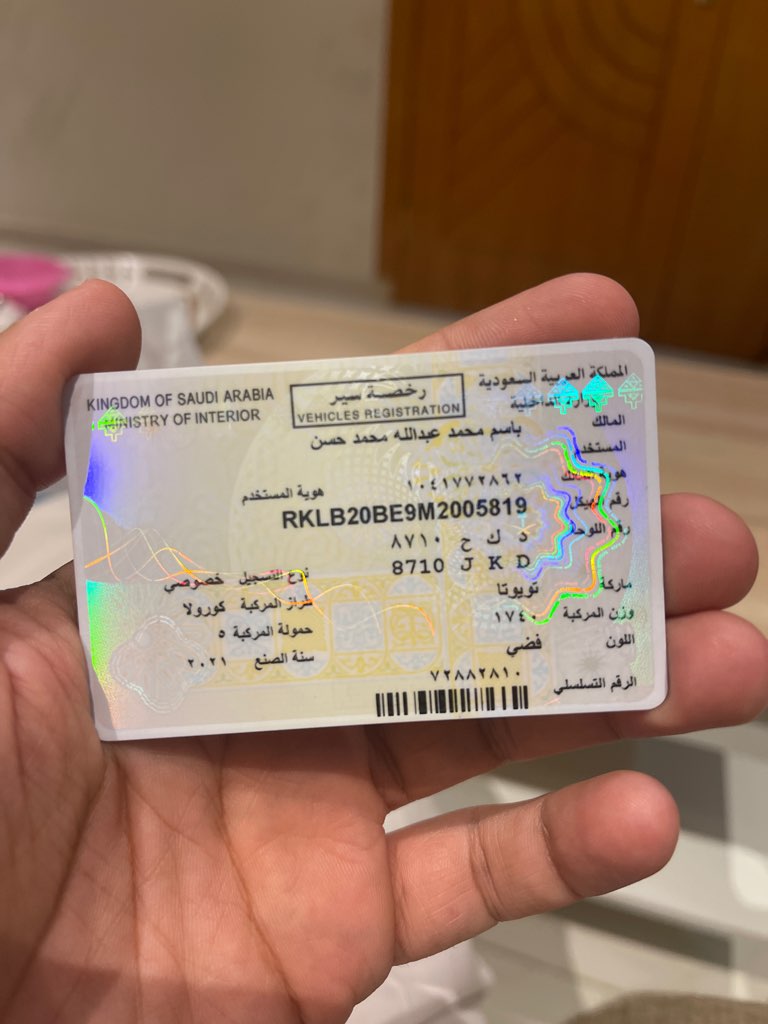 KINGDOM OF SAUDI ARABIA
MINISTRY OF INTERIOR
رخصة سير
VEHICLES REGISTRATION
المملكة العربية السعودية
وزارة الداخلية
المالك باسم محمد عبدالله محمد حسن
المستخدم
هوية المالك ١٠٤١٧٧٢٨٦٢ هوية المستخدم
رقم الهيكل RKLB20BE9M2005819
رقم اللوحة د ك ح ٨٧١٠
8710 J K D
ماركة تويوتا نوع التسجيل خصوصي
وزن المركبة طراز المركبة كورولا
اللون فضي حمولة المركبة ٥
سنة الصنع ٢٠٢١
الرقم التسلسلي ٧٢٨٨٢٨١٠